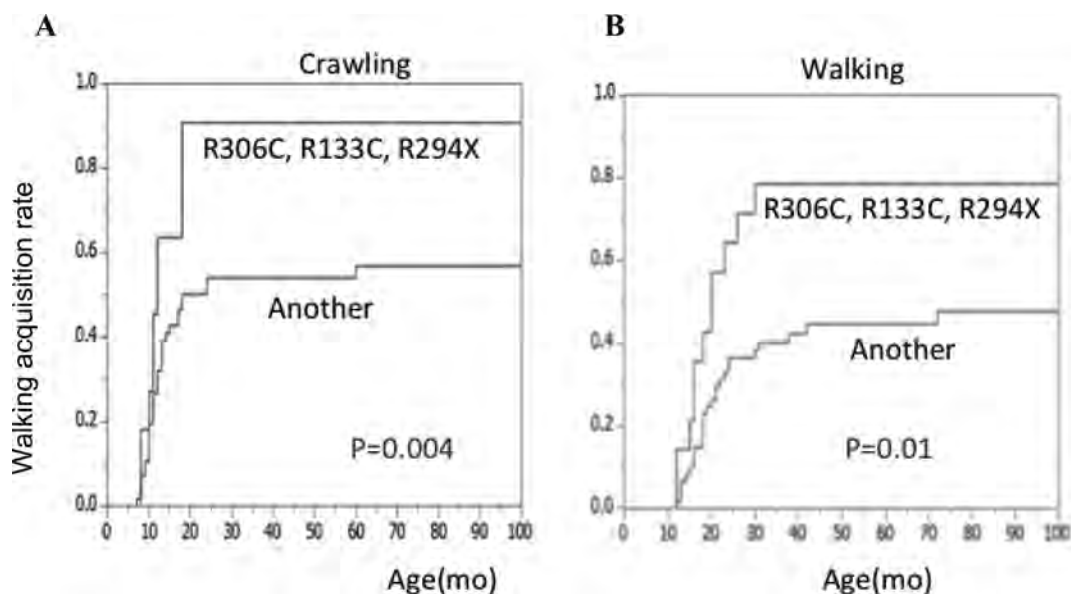 A
Crawling
1.0
0.8
0.6
0.4
0.2
0.0
Walking acquisition rate
R306C, R133C, R294X
Another
P=0.004
0 10 20 30 40 50 60 70 80 90 100
Age(mo)
B
Walking
1.0
0.8
0.6
0.4
0.2
0.0
R306C, R133C, R294X
Another
P=0.01
0 10 20 30 40 50 60 70 80 90 100
Age(mo)